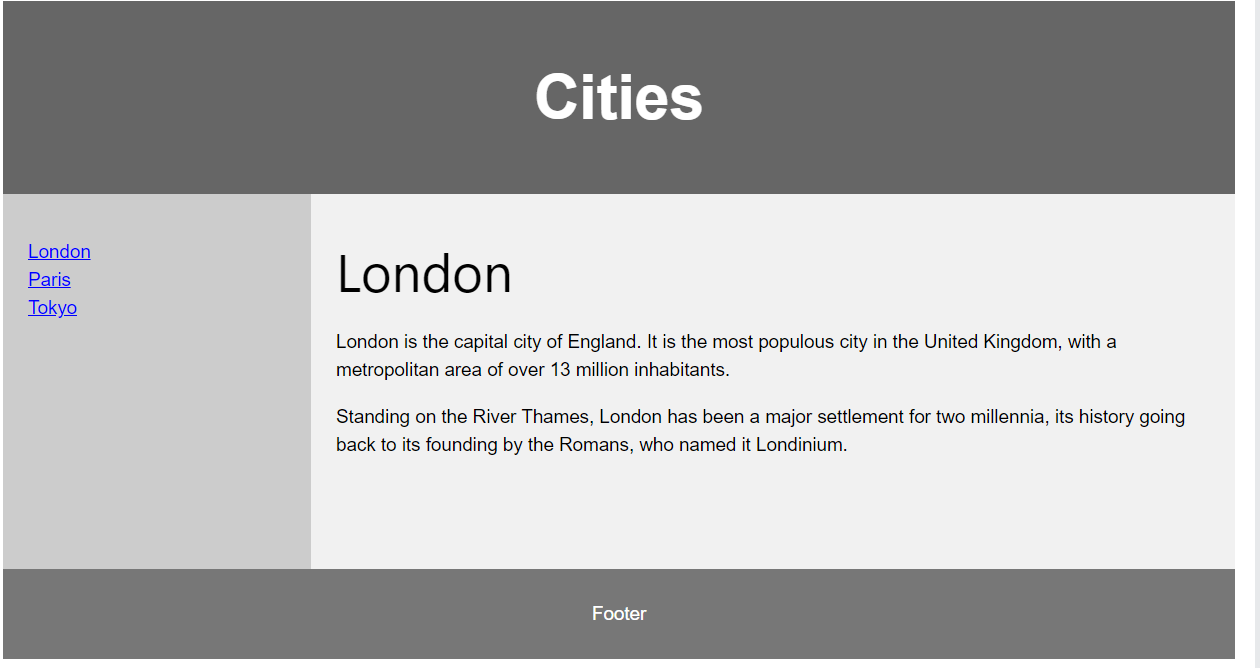 Cities
London
Paris
Tokyo
London
London is the capital city of England. It is the most populous city in the United Kingdom, with a
metropolitan area of over 13 million inhabitants.
Standing on the River Thames, London has been a major settlement for two millennia, its history going
back to its founding by the Romans, who named it Londinium.
Footer